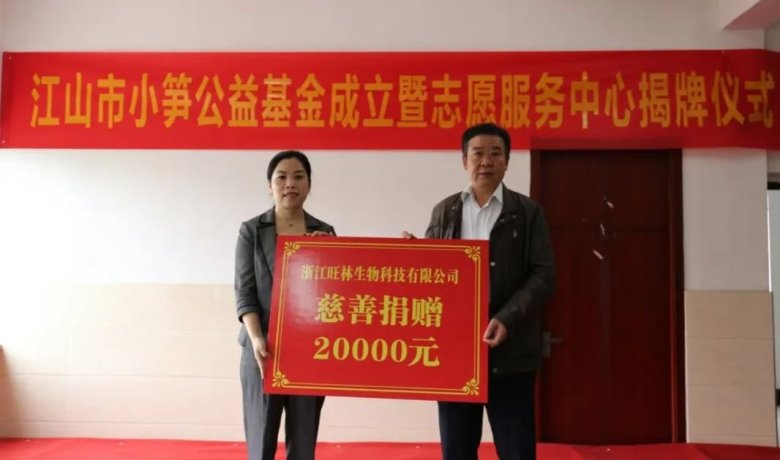 江山市小笋公益基金成立暨志愿服务中心揭牌仪式
浙江旺林生物科技有限公司
慈善捐赠
20000元